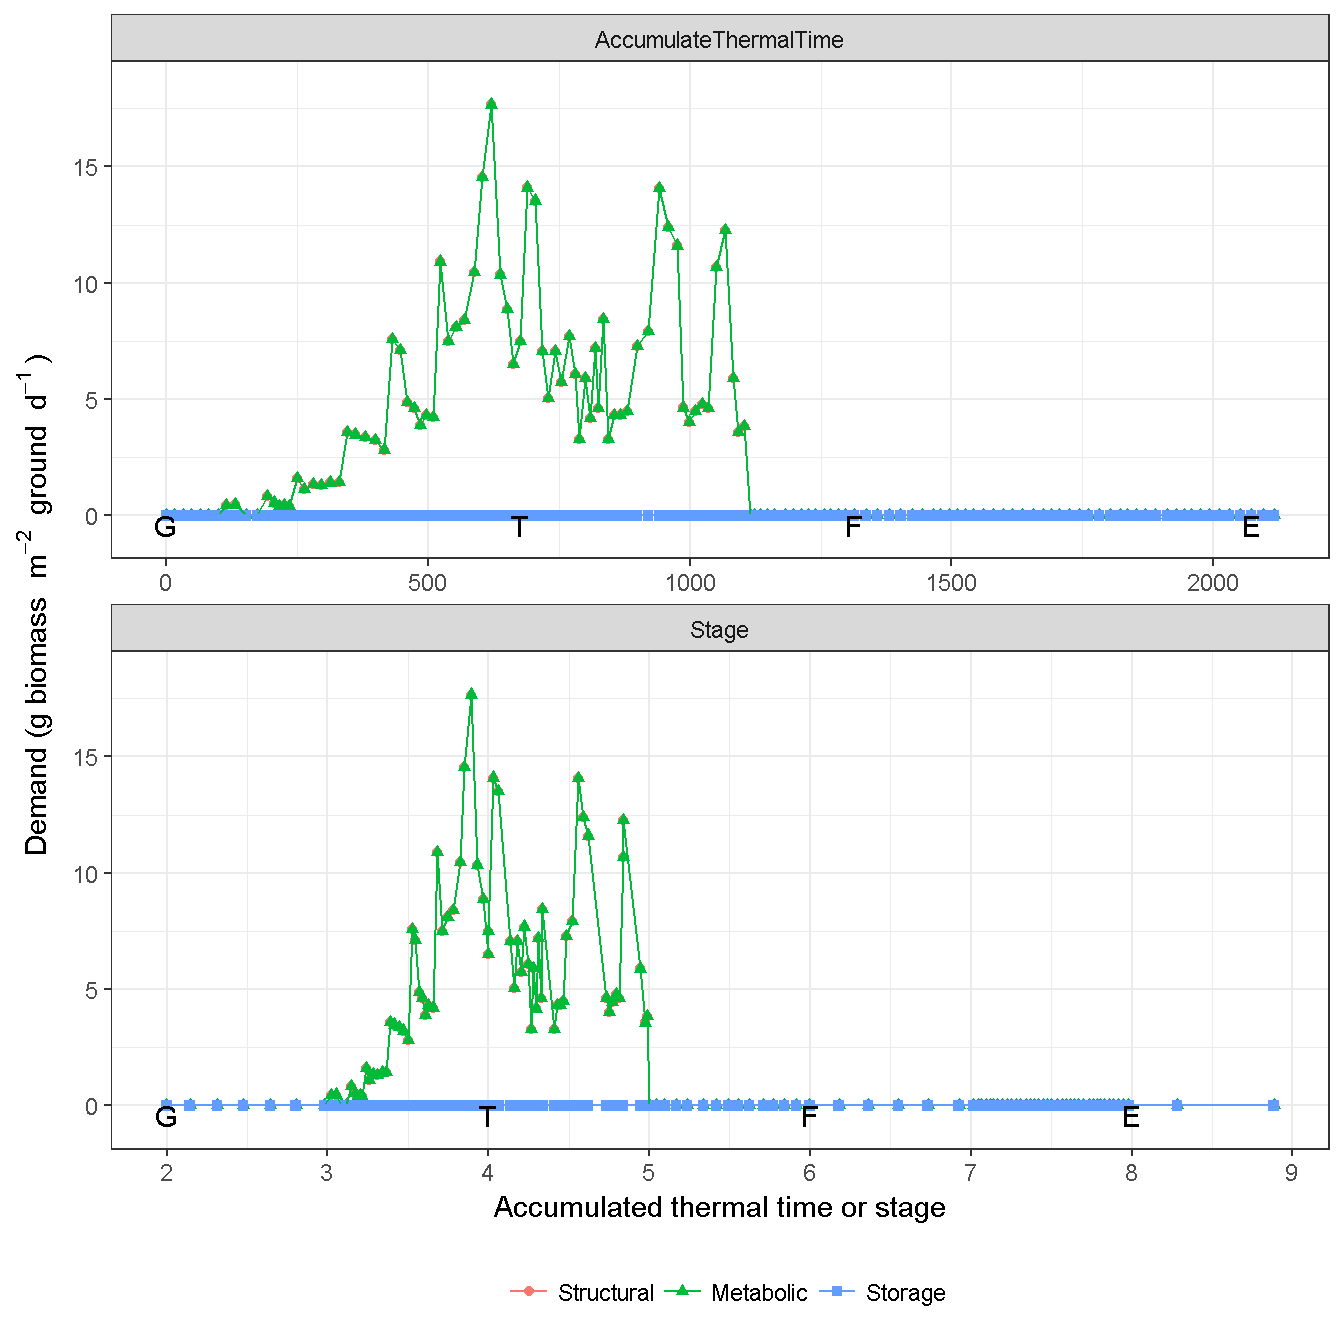 AccumulateThermalTime
15
10
5
0
G T F E
0 500 1000 1500 2000
Stage
15
10
5
0
G T F E
2 3 4 5 6 7 8 9
Demand (g biomass m⁻² ground d⁻¹)
Accumulated thermal time or stage
Structural Metabolic Storage